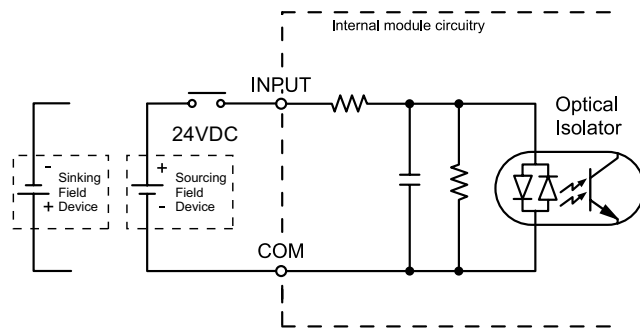 Internal module circuitry
INPUT
24VDC
Optical
Isolator
-
Sinking
Field
+ Device
+
Sourcing
Field
- Device
COM